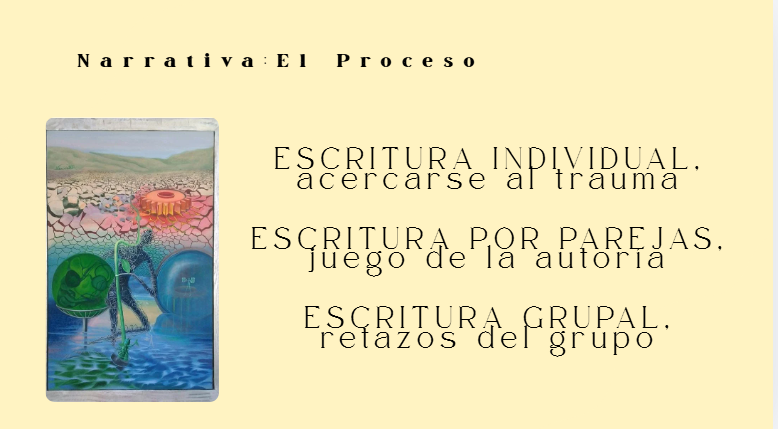 Narrativa:El Proceso
ESCRITURA INDIVIDUAL,
acercarse al trauma
ESCRITURA POR PAREJAS,
juego de la autoría
ESCRITURA GRUPAL,
retazos del grupo